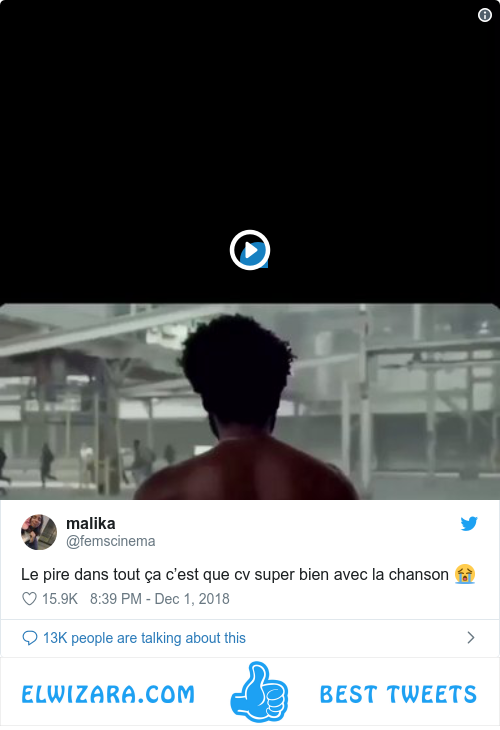 malika
@femscinema
Le pire dans tout ça c’est que cv super bien avec la chanson 😭
15.9K 8:39 PM - Dec 1, 2018
13K people are talking about this
ELWIZARA.COM BEST TWEETS